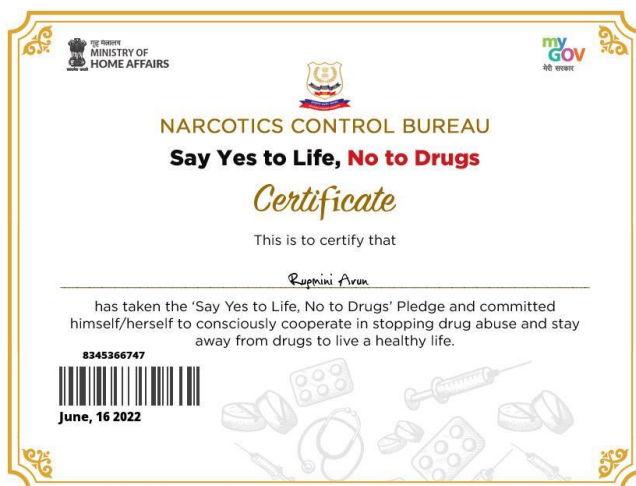 गृह मंत्रालय
MINISTRY OF
HOME AFFAIRS
my
GOV
मेरी सरकार
NARCOTICS CONTROL BUREAU
Say Yes to Life, No to Drugs
Certificate
This is to certify that
Rugmini Arun
has taken the 'Say Yes to Life, No to Drugs' Pledge and committed
himself/herself to consciously cooperate in stopping drug abuse and stay
away from drugs to live a healthy life.
8345366747
June, 16 2022